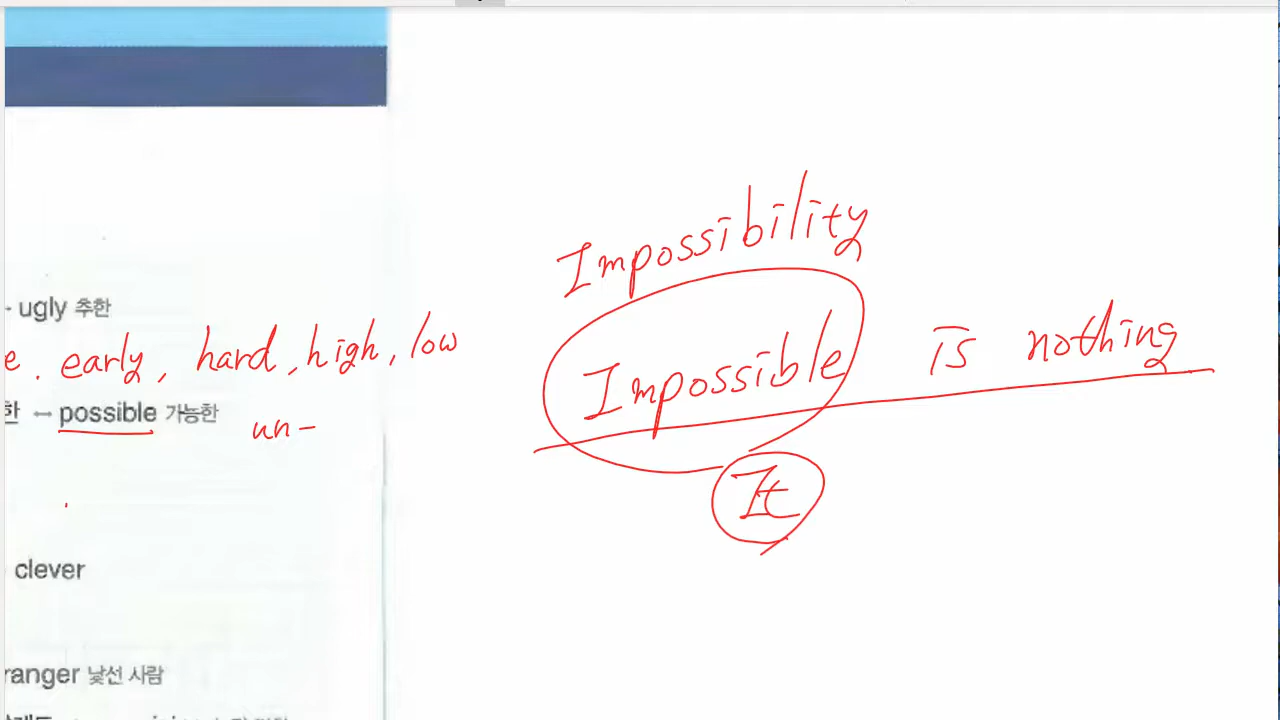 Impossibility
- ugly 추한
e. early, hard, high, low
Impossible is nothing
한 ↔ possible 가능한
un-
It
clever
ranger 낯선 사람